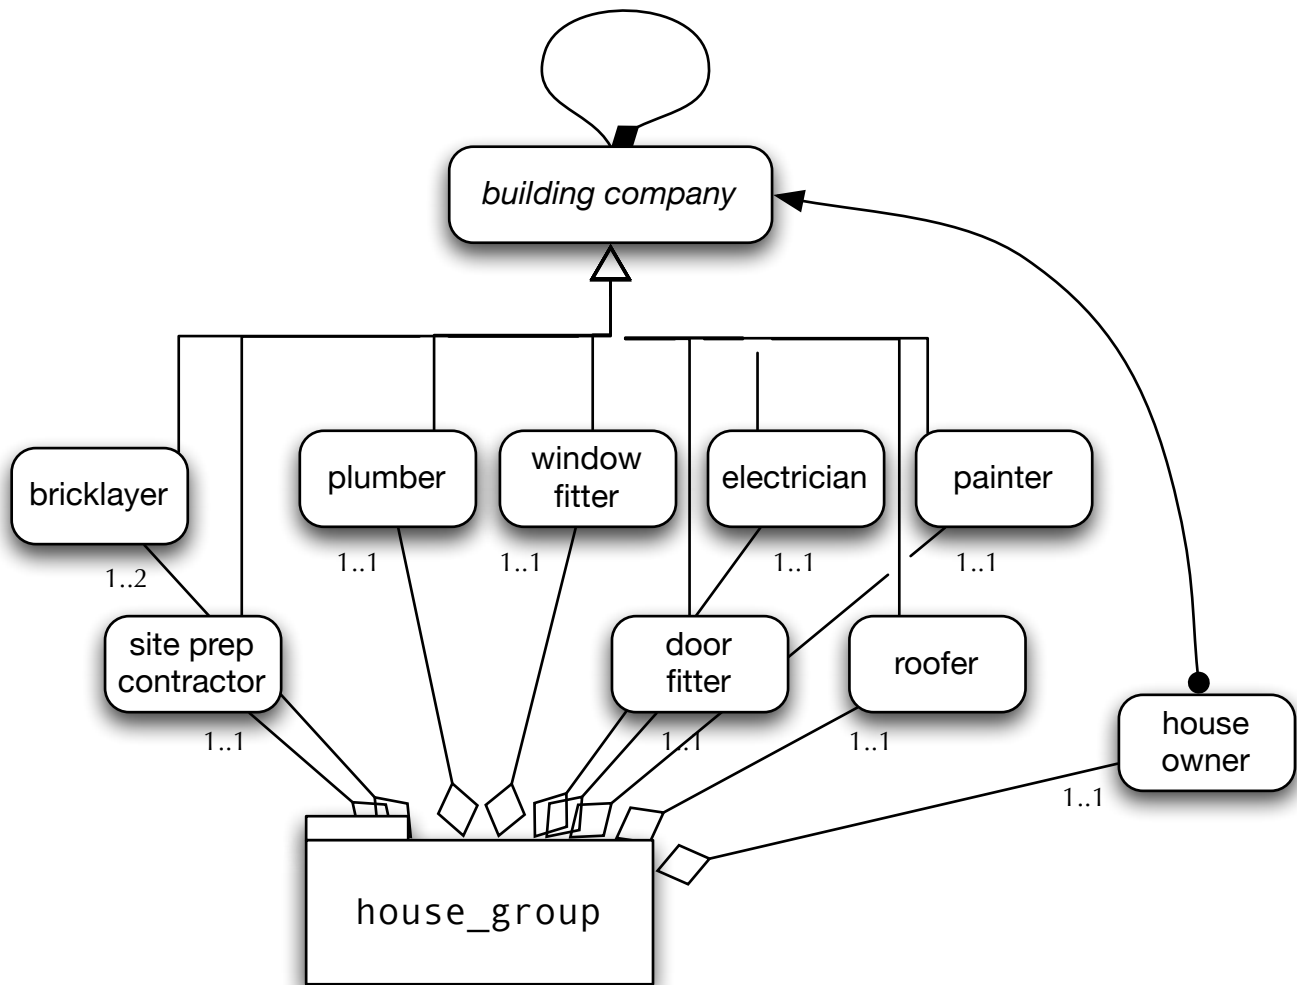 building company
bricklayer
plumber
window
fitter
electrician
painter
1..2
1..1
1..1
1..1
1..1
site prep
contractor
door
fitter
roofer
house
owner
1..1
1..1
1..1
1..1
house_group